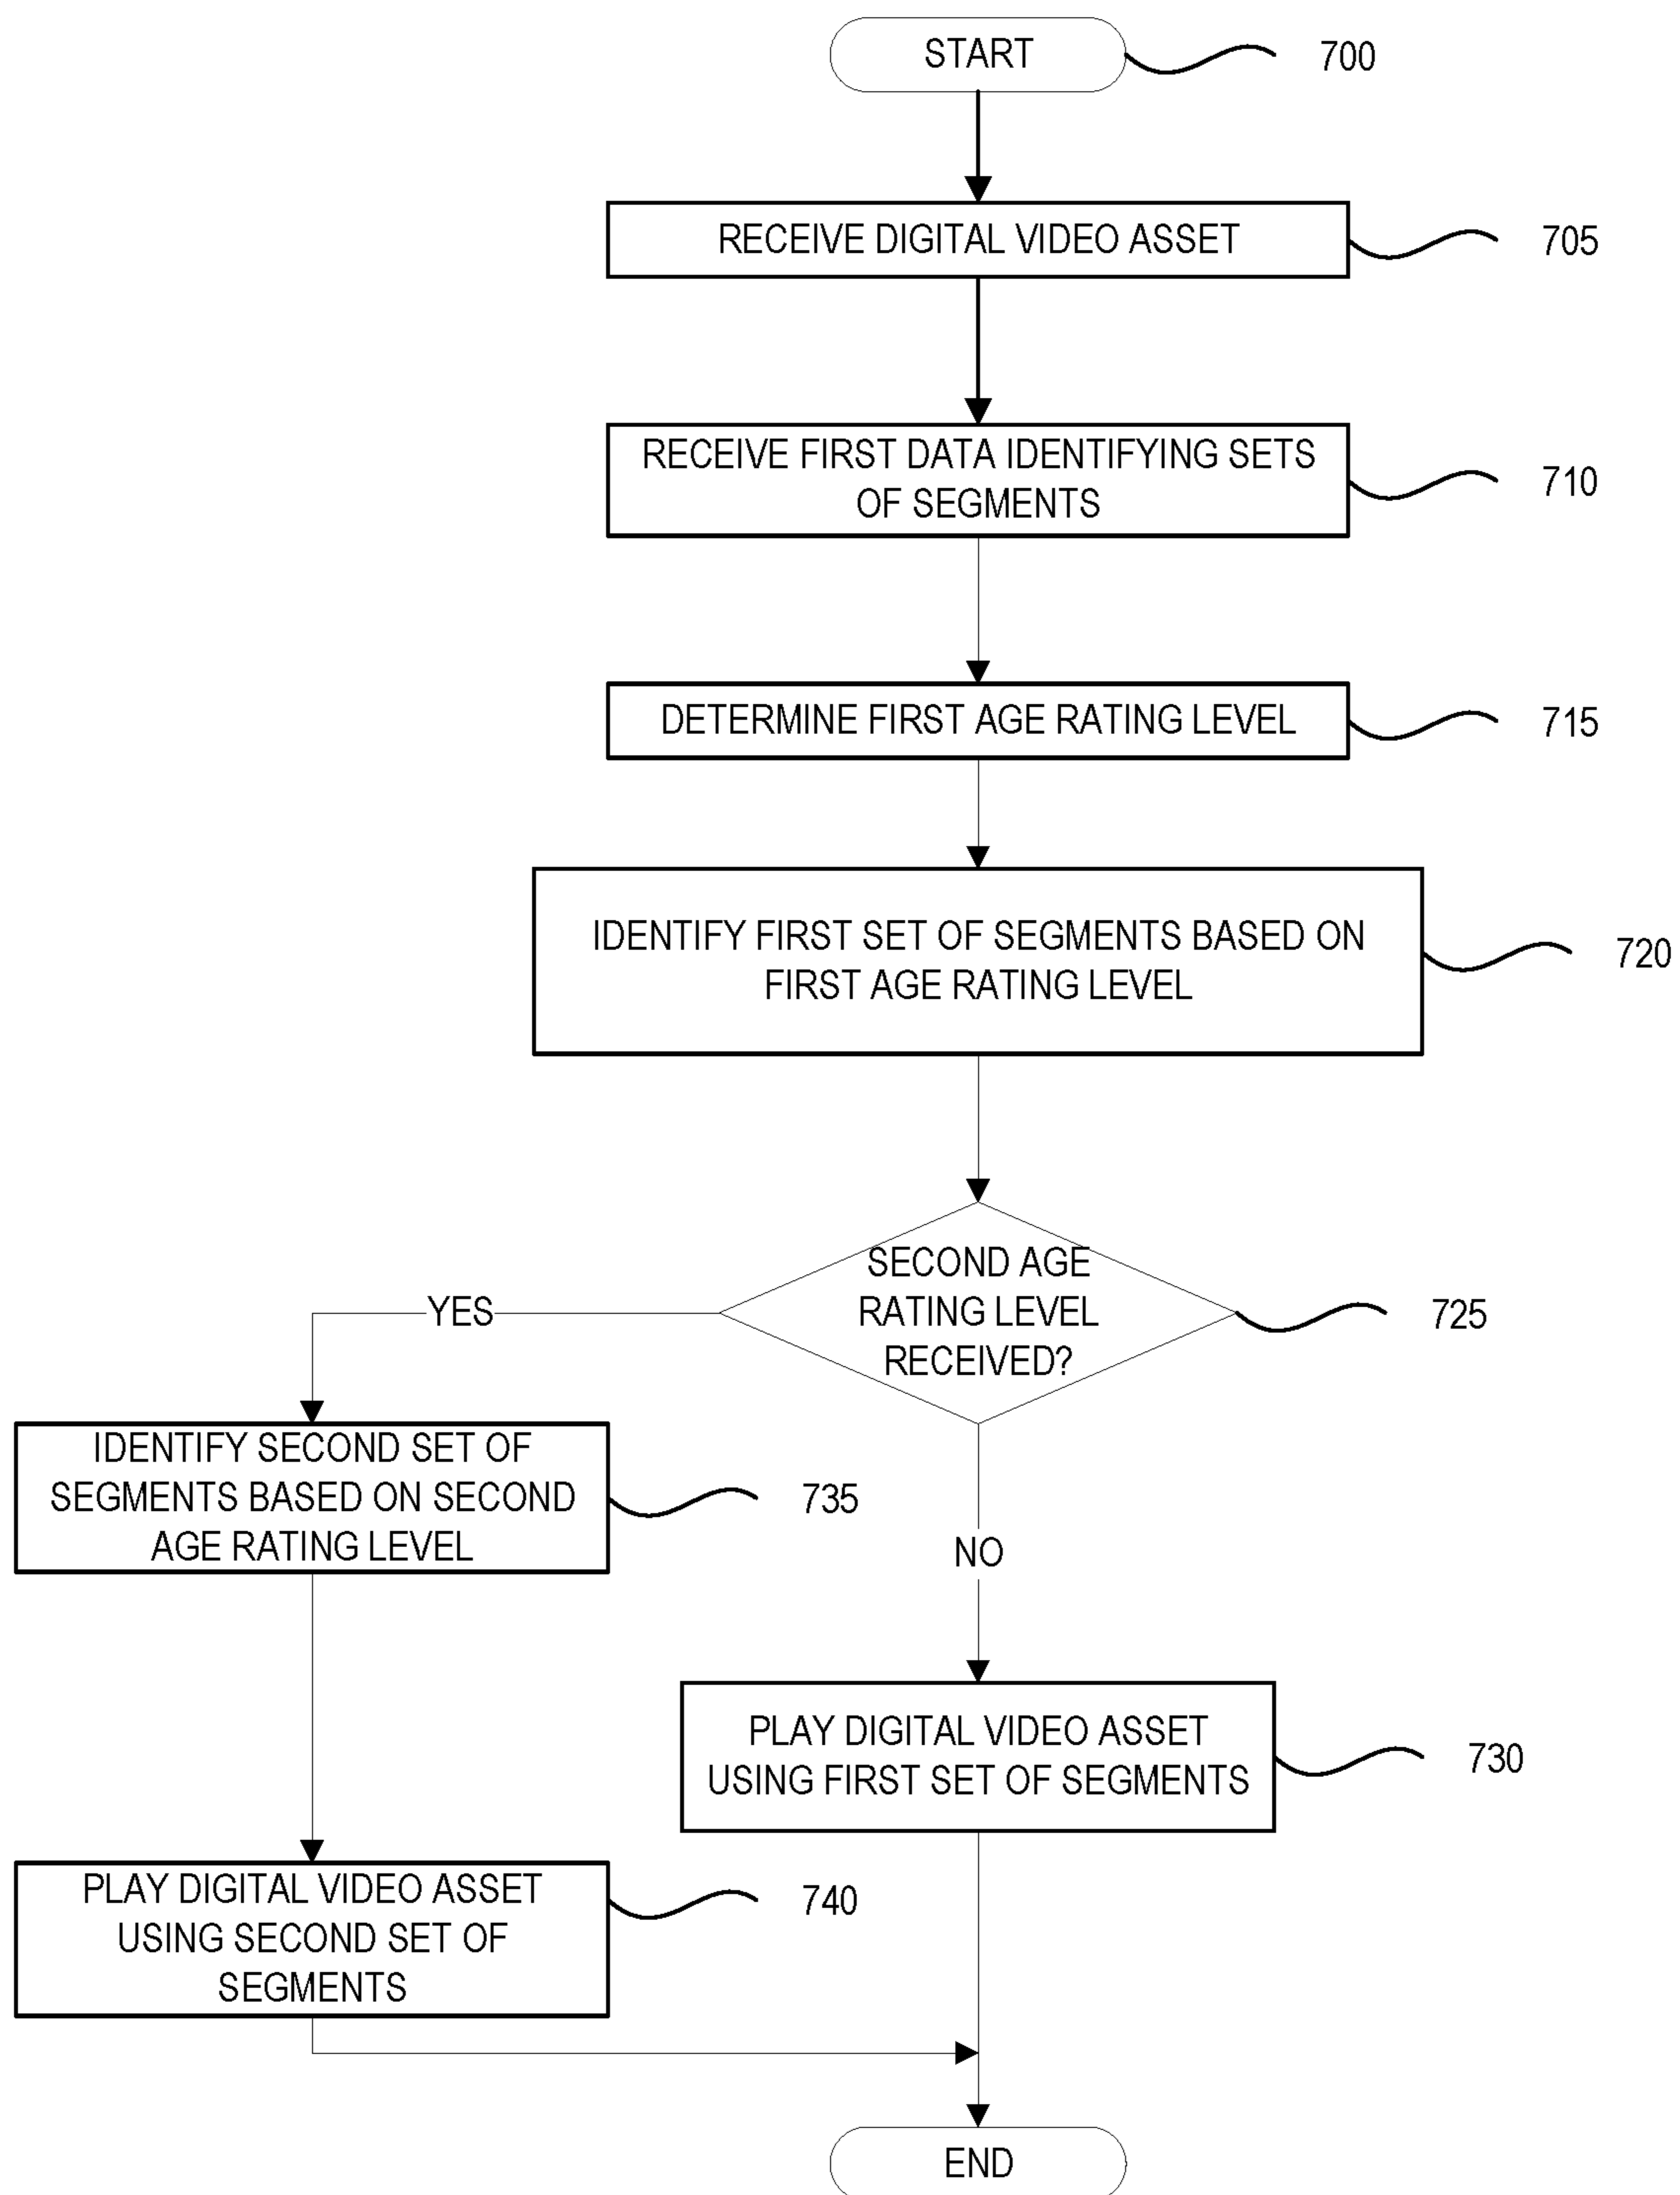 START
700
RECEIVE DIGITAL VIDEO ASSET
705
RECEIVE FIRST DATA IDENTIFYING SETS
OF SEGMENTS
710
DETERMINE FIRST AGE RATING LEVEL
715
IDENTIFY FIRST SET OF SEGMENTS BASED ON
FIRST AGE RATING LEVEL
720
SECOND AGE
RATING LEVEL
RECEIVED?
725
YES
IDENTIFY SECOND SET OF
SEGMENTS BASED ON SECOND
AGE RATING LEVEL
735
NO
PLAY DIGITAL VIDEO ASSET
USING FIRST SET OF SEGMENTS
730
PLAY DIGITAL VIDEO ASSET
USING SECOND SET OF
SEGMENTS
740
END